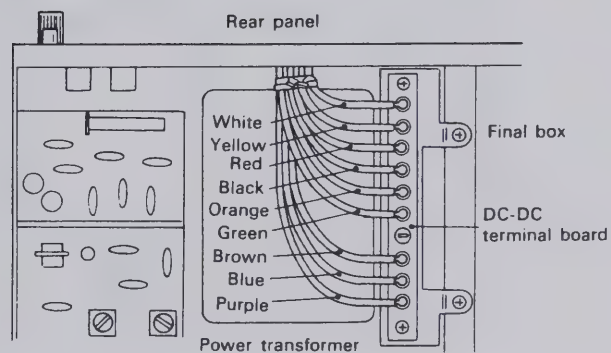 Rear panel
White
Yellow
Red
Black
Orange
Green
Brown
Blue
Purple
Final box
DC-DC
terminal board
Power transformer